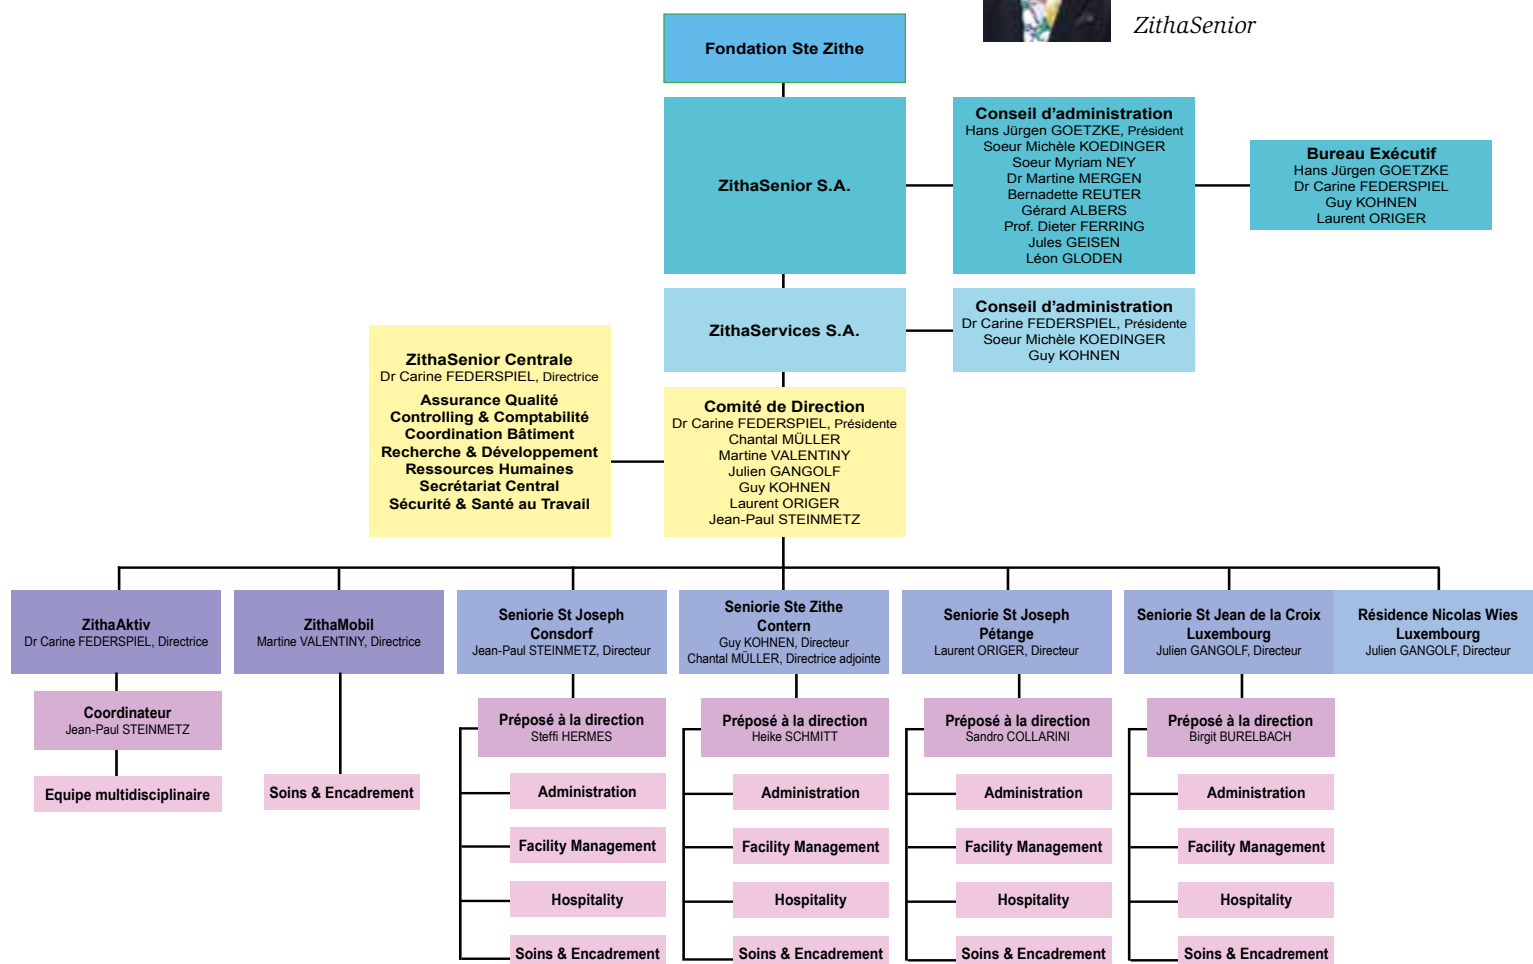 ZithaSenior
Fondation Ste Zithe
ZithaSenior S.A.
Conseil d'administration
Hans Jürgen GOETZKE, Président
Soeur Michèle KOEDINGER
Soeur Myriam NEY
Dr Martine MERGEN
Bernadette REUTER
Gérard ALBERS
Prof. Dieter FERRING
Jules GEISEN
Léon GLODEN
Bureau Exécutif
Hans Jürgen GOETZKE
Dr Carine FEDERSPIEL
Guy KOHNEN
Laurent ORIGER
ZithaServices S.A.
Conseil d'administration
Dr Carine FEDERSPIEL, Présidente
Soeur Michèle KOEDINGER
Guy KOHNEN
ZithaSenior Centrale
Dr Carine FEDERSPIEL, Directrice
Assurance Qualité
Controlling & Comptabilité
Coordination Bâtiment
Recherche & Développement
Ressources Humaines
Secrétariat Central
Sécurité & Santé au Travail
Comité de Direction
Dr Carine FEDERSPIEL, Présidente
Chantal MÜLLER
Martine VALENTINY
Julien GANGOLF
Guy KOHNEN
Laurent ORIGER
Jean-Paul STEINMETZ
ZithaAktiv
Dr Carine FEDERSPIEL, Directrice
Coordinateur
Jean-Paul STEINMETZ
Equipe multidisciplinaire
ZithaMobil
Martine VALENTINY, Directrice
Soins & Encadrement
Seniorie St Joseph
Consdorf
Jean-Paul STEINMETZ, Directeur
Préposé à la direction
Steffi HERMES
Administration
Facility Management
Hospitality
Soins & Encadrement
Seniorie Ste Zithe
Contern
Guy KOHNEN, Directeur
Chantal MÜLLER, Directrice adjointe
Préposé à la direction
Heike SCHMITT
Administration
Facility Management
Hospitality
Soins & Encadrement
Seniorie St Joseph
Pétange
Laurent ORIGER, Directeur
Préposé à la direction
Sandro COLLARINI
Administration
Facility Management
Hospitality
Soins & Encadrement
Seniorie St Jean de la Croix
Luxembourg
Julien GANGOLF, Directeur
Préposé à la direction
Birgit BURELBACH
Administration
Facility Management
Hospitality
Soins & Encadrement
Résidence Nicolas Wies
Luxembourg
Julien GANGOLF, Directeur